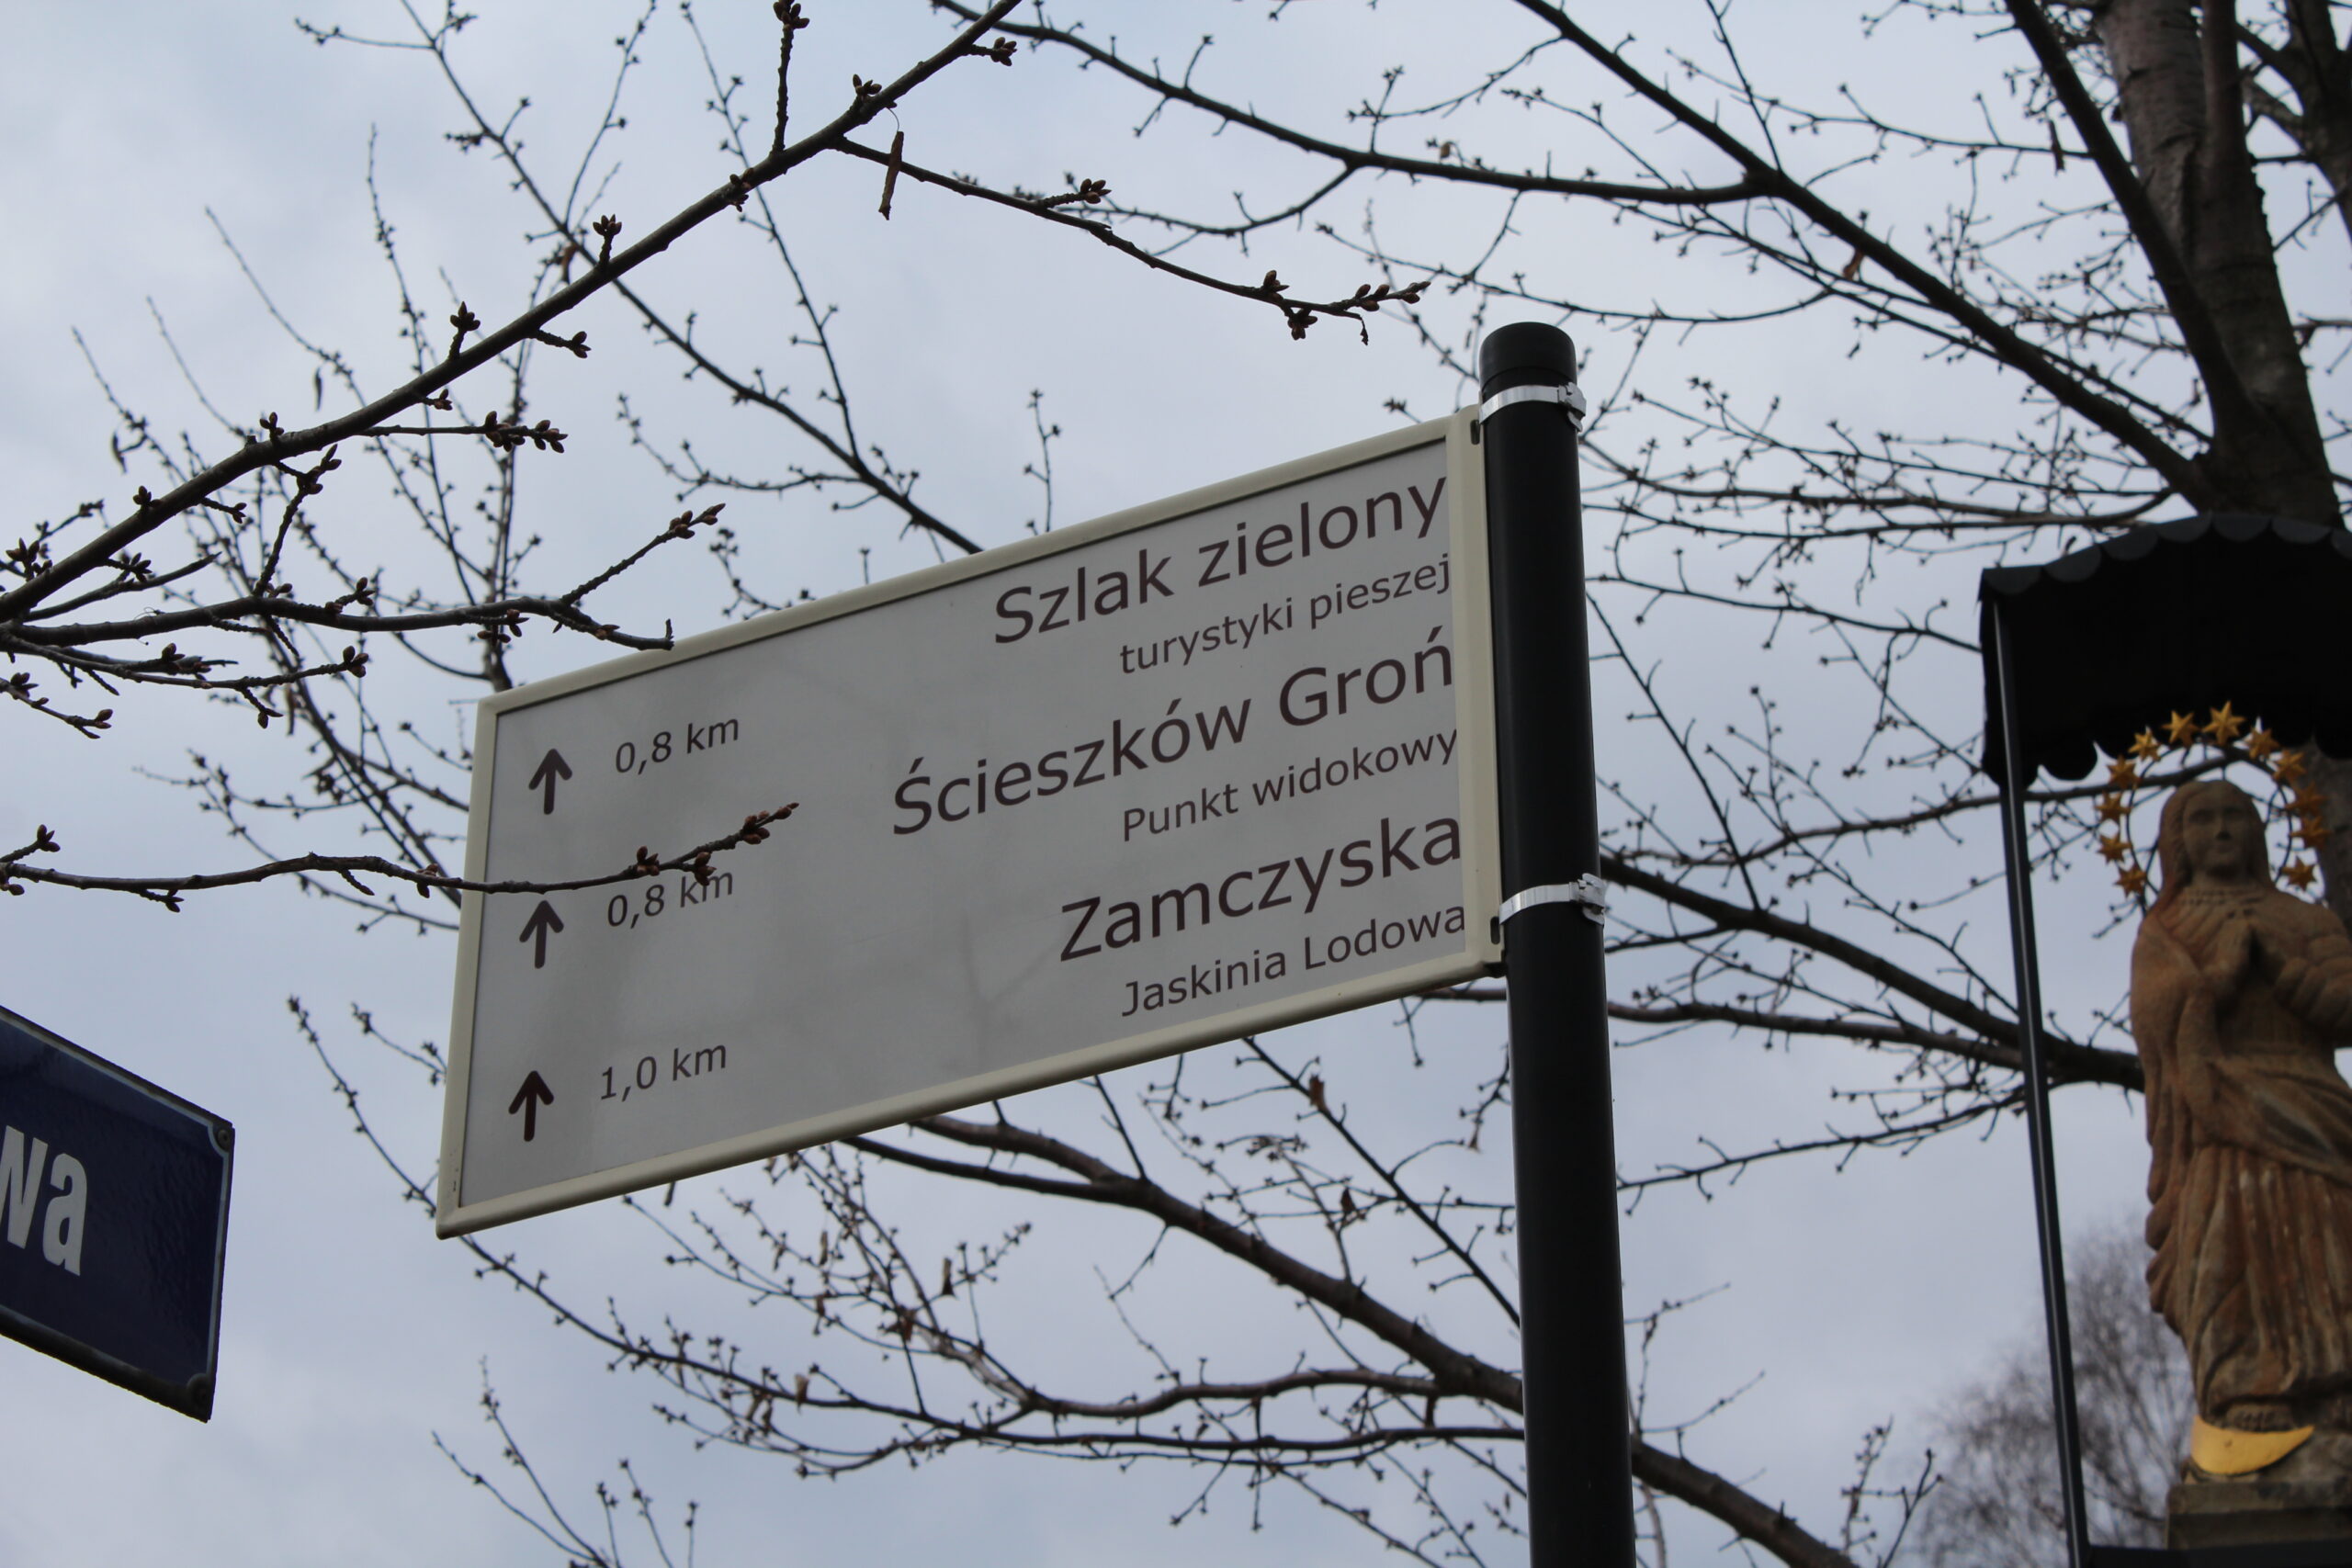 Szlak zielony
turystyki pieszej
0,8 km
Ścieszków Groń
Punkt widokowy
0,8 km
Zamczyska
Jaskinia Lodowa
1,0 km
wa